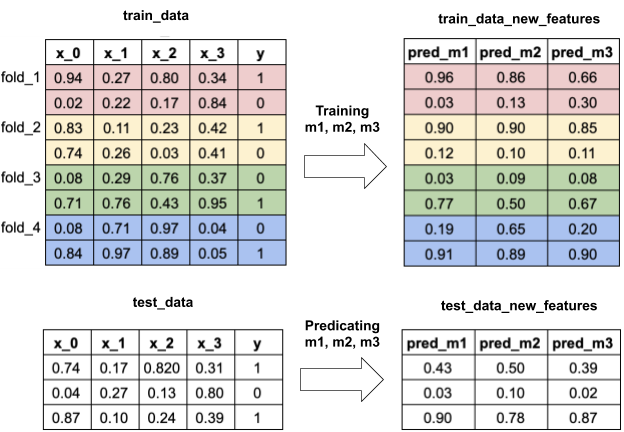 train_data
train_data_new_features
x_0 x_1 x_2 x_3 y
pred_m1 pred_m2 pred_m3
fold_1 0.94 0.27 0.80 0.34 1
0.96 0.86 0.66
0.02 0.22 0.17 0.84 0
0.03 0.13 0.30
fold_2 0.83 0.11 0.23 0.42 1
0.90 0.90 0.85
0.74 0.26 0.03 0.41 0
0.12 0.10 0.11
fold_3 0.08 0.29 0.76 0.37 0
0.03 0.09 0.08
0.71 0.76 0.43 0.95 1
0.77 0.50 0.67
fold_4 0.08 0.71 0.97 0.04 0
0.19 0.65 0.20
0.84 0.97 0.89 0.05 1
0.91 0.89 0.90
Training
m1, m2, m3
test_data
test_data_new_features
x_0 x_1 x_2 x_3 y
pred_m1 pred_m2 pred_m3
0.74 0.17 0.820 0.31 1
0.43 0.50 0.39
0.04 0.27 0.13 0.80 0
0.03 0.10 0.02
0.87 0.10 0.24 0.39 1
0.90 0.78 0.87
Predicating
m1, m2, m3